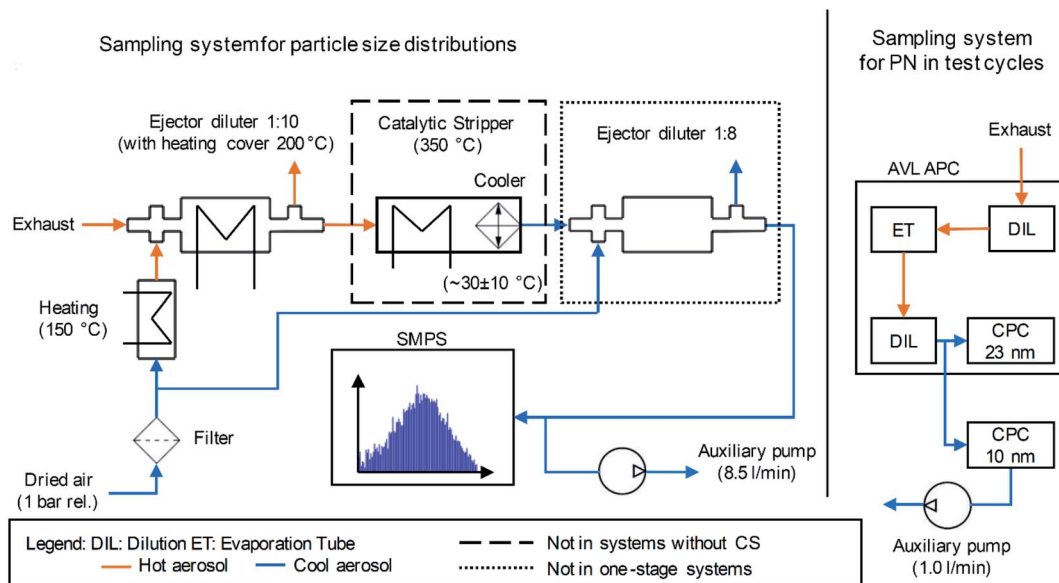 Sampling system for particle size distributions
Sampling system
for PN in test cycles
Ejector diluter 1:10
(with heating cover 200 °C)
Catalytic Stripper
(350 °C)
Cooler
Ejector diluter 1:8
Exhaust
(~30±10 °C)
Heating
(150 °C)
SMPS
Filter
Dried air
(1 bar rel.)
Auxiliary pump
(8.5 l/min)
Exhaust
AVL APC
ET
DIL
DIL
CPC
23 nm
CPC
10 nm
Auxiliary pump
(1.0 l/min)
Legend: DIL: Dilution ET: Evaporation Tube
Hot aerosol
Cool aerosol
Not in systems without CS
Not in one-stage systems